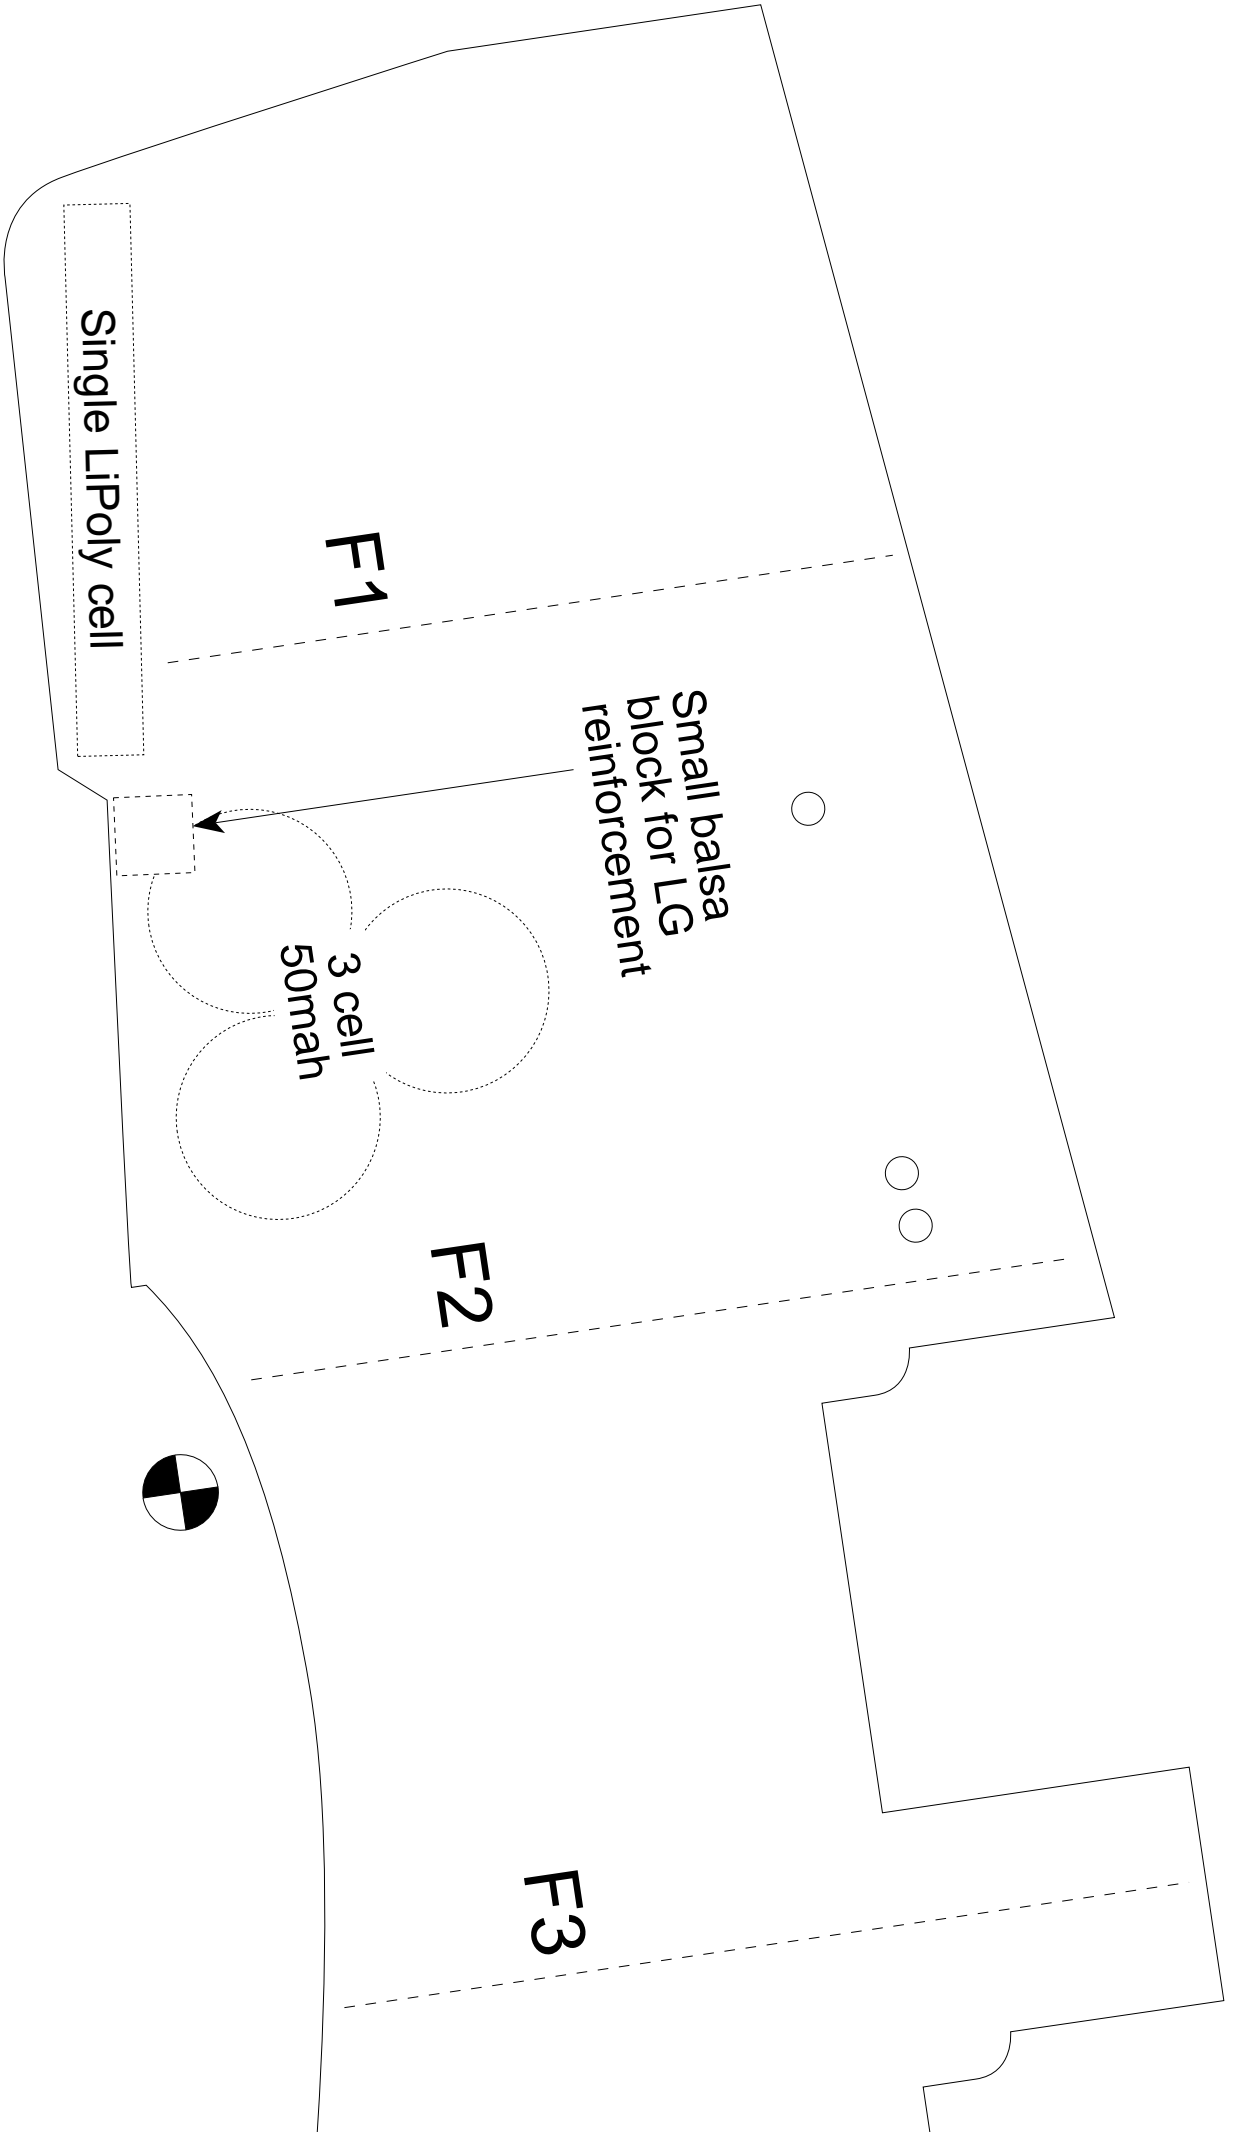 Single LiPoly cell
F1
Small balsa
block for LG
reinforcement
3 cell
50mah
F2
F3